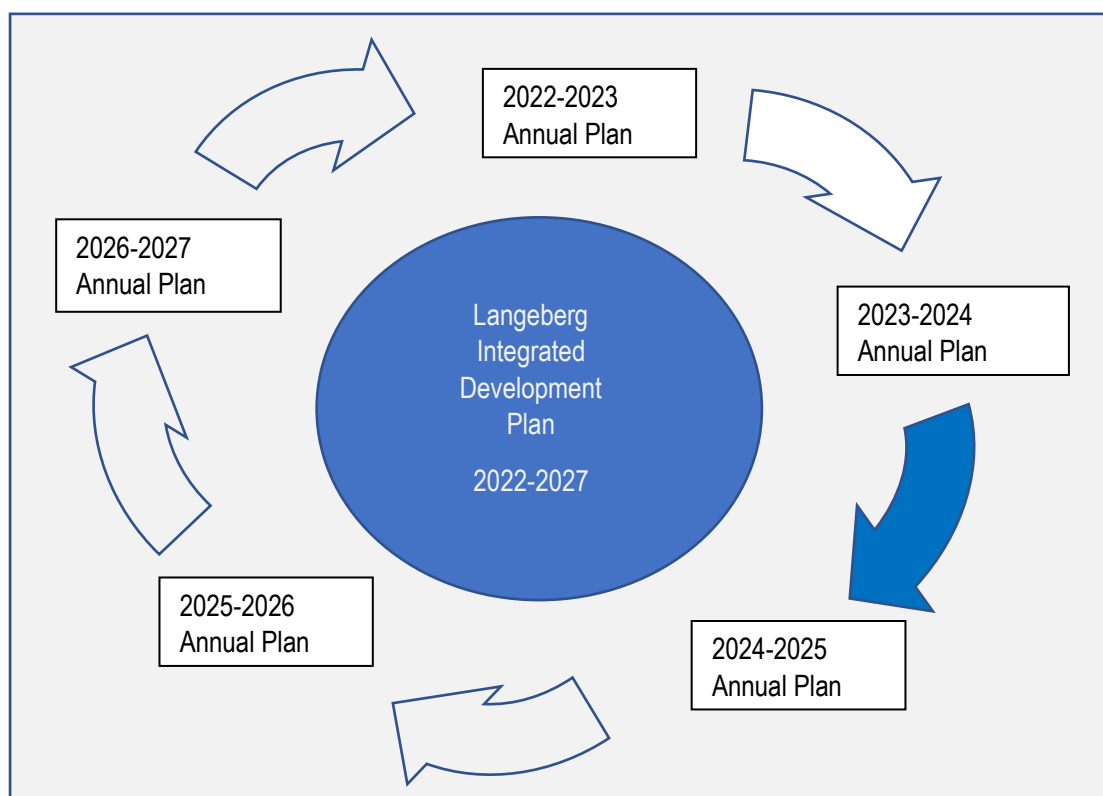 2022-2023
Annual Plan
2026-2027
Annual Plan
2023-2024
Annual Plan
Langeberg
Integrated
Development
Plan
2022-2027
2025-2026
Annual Plan
2024-2025
Annual Plan